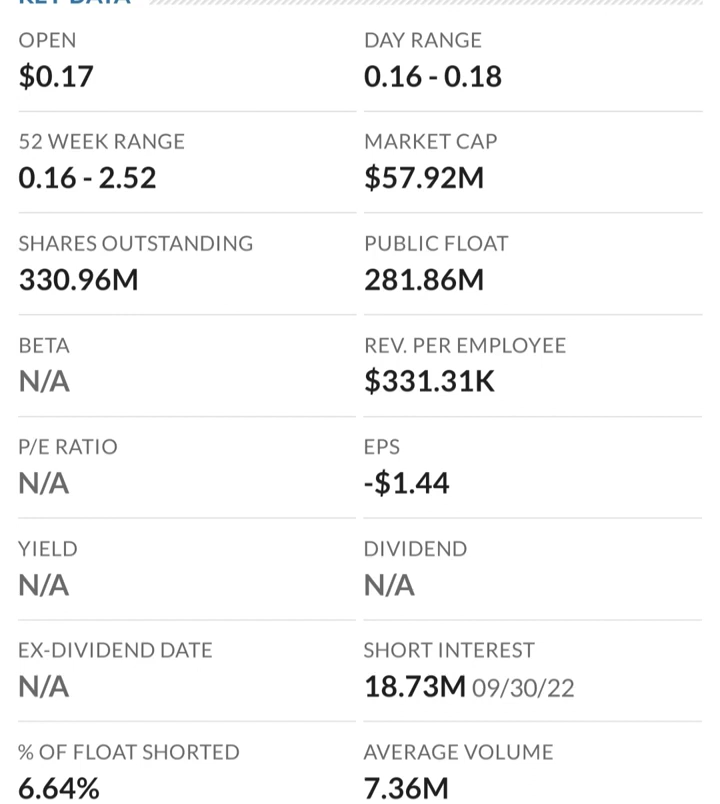 KEY DATA
OPEN
$0.17
DAY RANGE
0.16 - 0.18
52 WEEK RANGE
0.16 - 2.52
MARKET CAP
$57.92M
SHARES OUTSTANDING
330.96M
PUBLIC FLOAT
281.86M
BETA
N/A
REV. PER EMPLOYEE
$331.31K
P/E RATIO
N/A
EPS
-$1.44
YIELD
N/A
DIVIDEND
N/A
EX-DIVIDEND DATE
N/A
SHORT INTEREST
18.73M 09/30/22
% OF FLOAT SHORTED
6.64%
AVERAGE VOLUME
7.36M